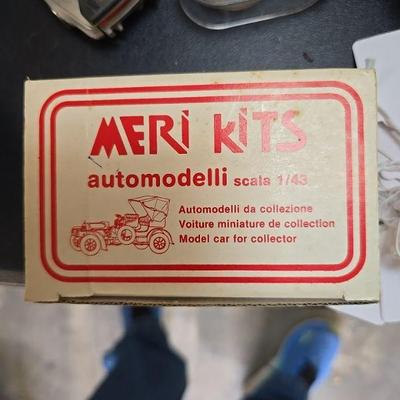 MERi KiTS
automodelli scala 1/43
Automodelli da collezione
Voiture miniature de collection
Model car for collector